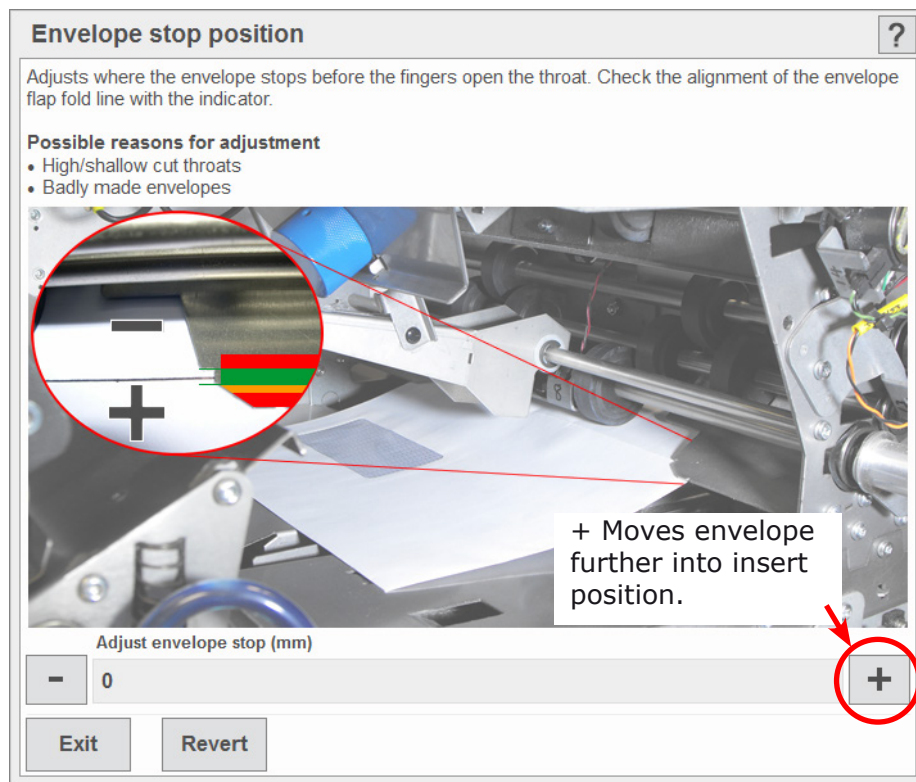 Envelope stop position
?
Adjusts where the envelope stops before the fingers open the throat. Check the alignment of the envelope
flap fold line with the indicator.
Possible reasons for adjustment
• High/shallow cut throats
• Badly made envelopes
−
+
+ Moves envelope
further into insert
position.
Adjust envelope stop (mm)
- 0 +
Exit Revert